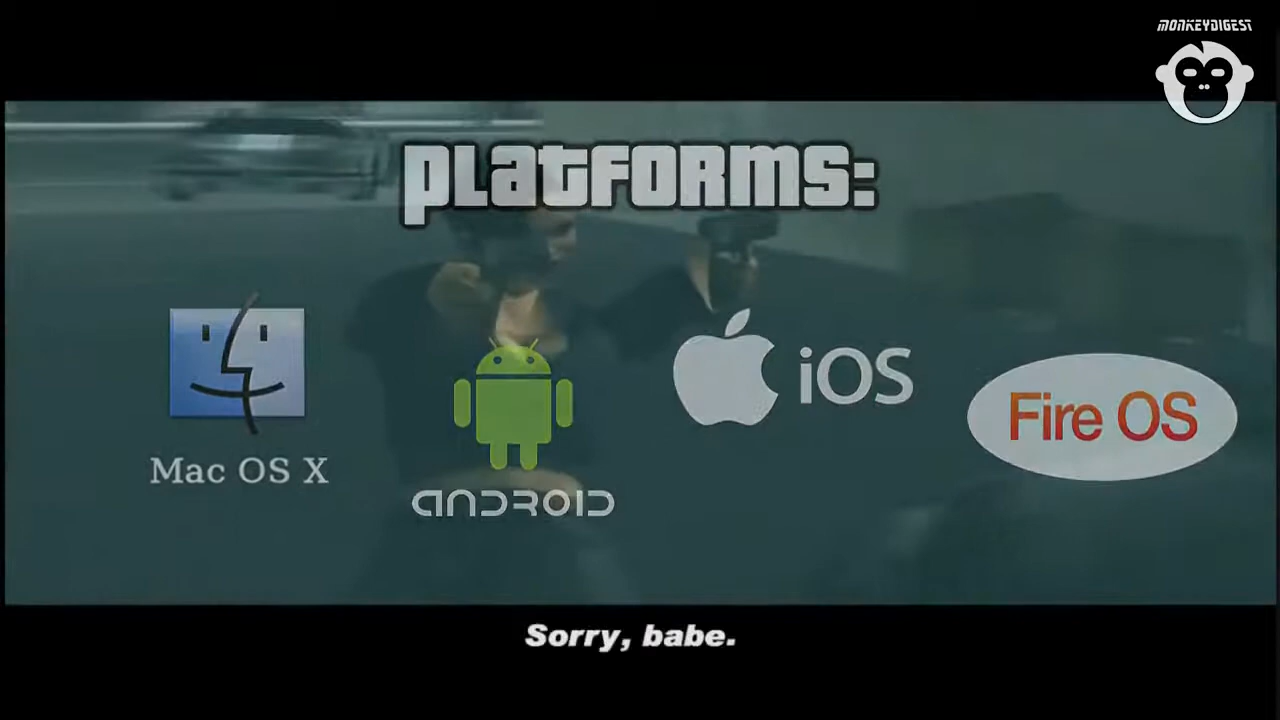 MONKEYDIGEST
PLATFORMS:
iOS
Fire OS
Mac OS X
ANDROID
Sorry, babe.